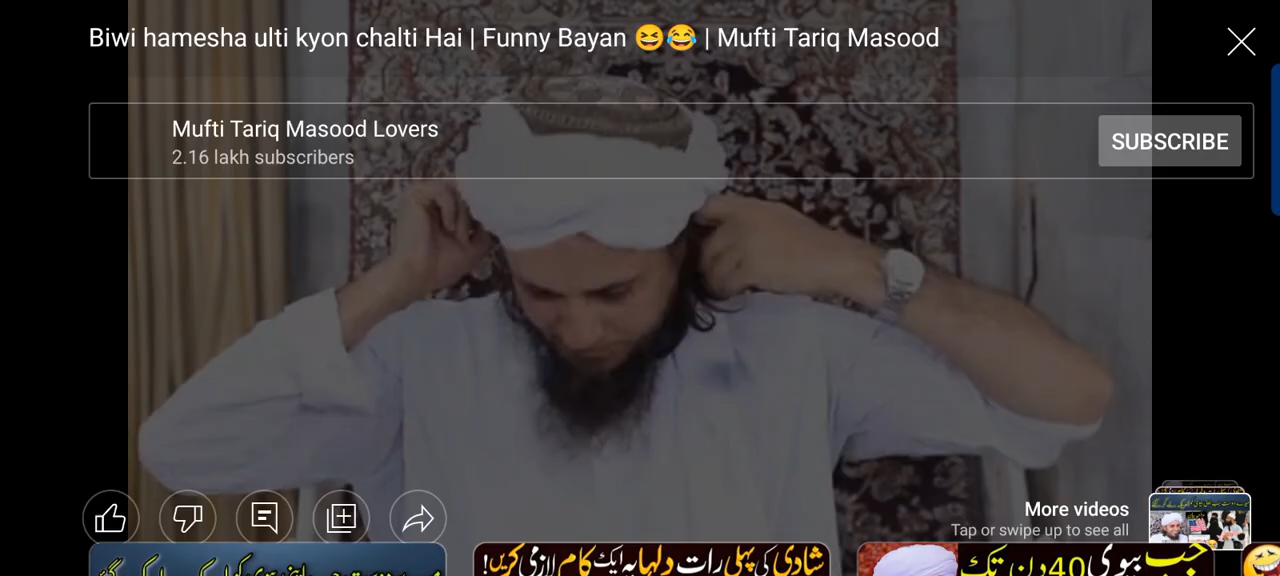 Biwi hamesha ulti kyon chalti Hai | Funny Bayan 😆😂 | Mufti Tariq Masood
Mufti Tariq Masood Lovers
2.16 lakh subscribers
SUBSCRIBE
More videos
Tap or swipe up to see all
شادی کی پہلی رات دلہا یہ ایک کام لازمی کریں!
جب بیوی 40 دن تک